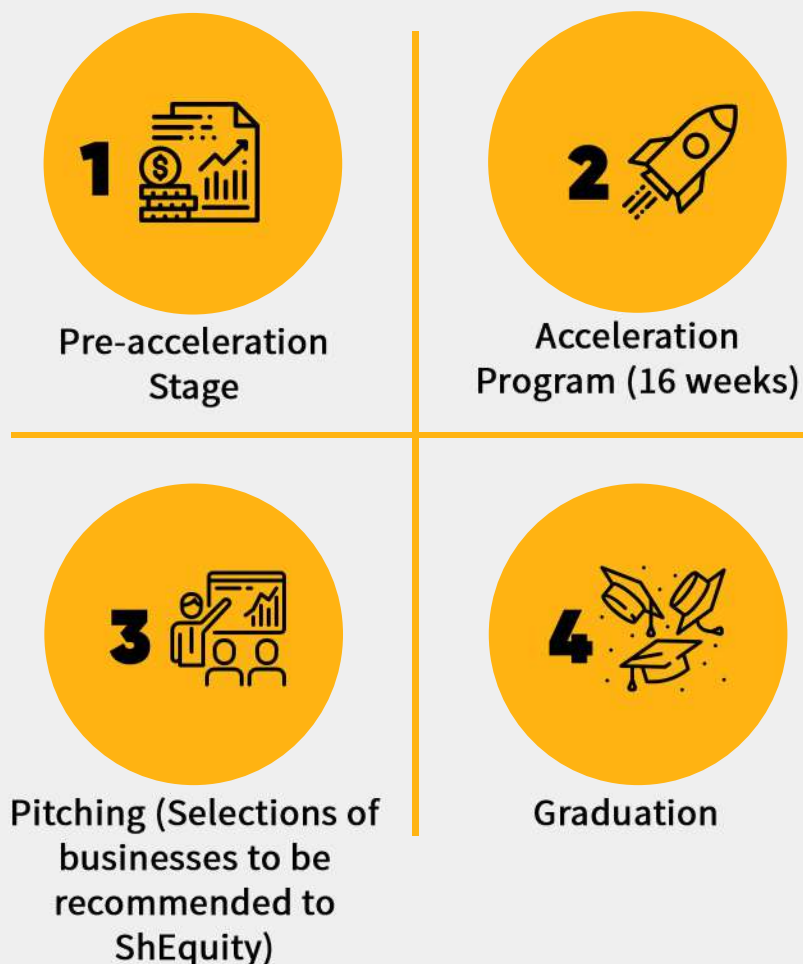 1
Pre-acceleration
Stage
2
Acceleration
Program (16 weeks)
3
Pitching (Selections of
businesses to be
recommended to
ShEquity)
4
Graduation